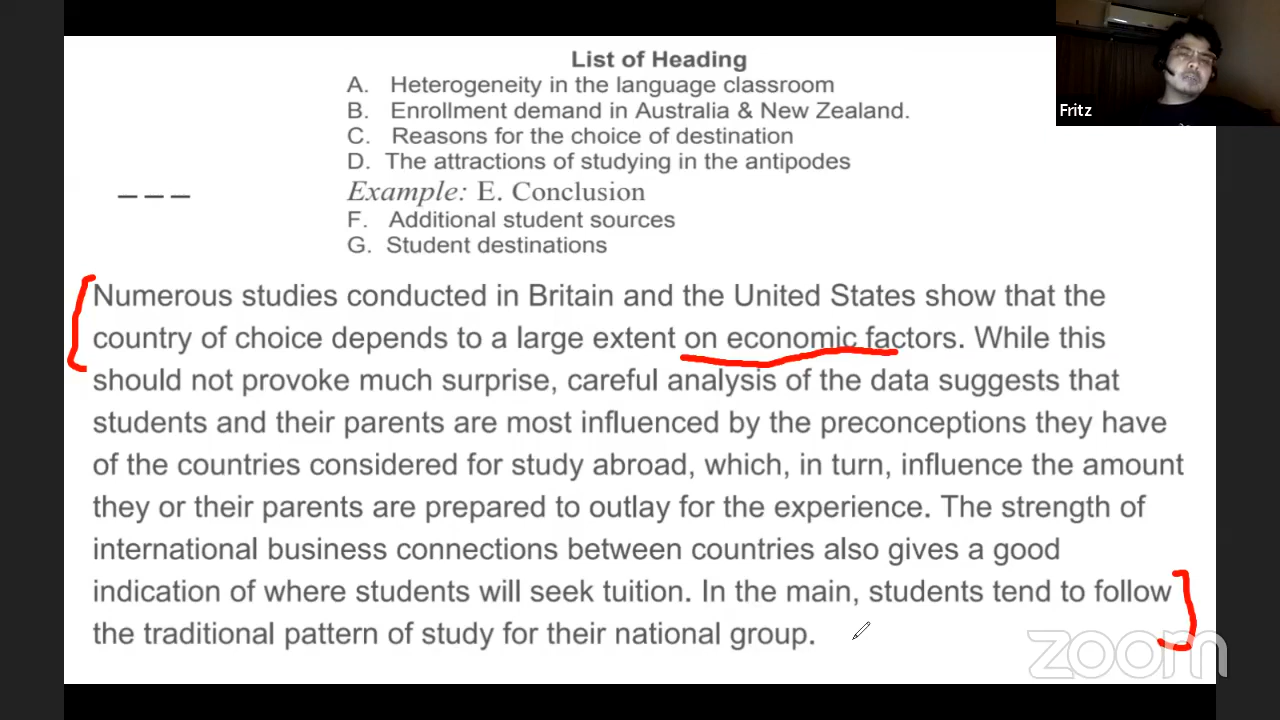 List of Heading
A. Heterogeneity in the language classroom
B. Enrollment demand in Australia & New Zealand.
C. Reasons for the choice of destination
D. The attractions of studying in the antipodes
Example: E. Conclusion
F. Additional student sources
G. Student destinations
Fritz
Numerous studies conducted in Britain and the United States show that the
country of choice depends to a large extent on economic factors. While this
should not provoke much surprise, careful analysis of the data suggests that
students and their parents are most influenced by the preconceptions they have
of the countries considered for study abroad, which, in turn, influence the amount
they or their parents are prepared to outlay for the experience. The strength of
international business connections between countries also gives a good
indication of where students will seek tuition. In the main, students tend to follow
the traditional pattern of study for their national group.
zoom